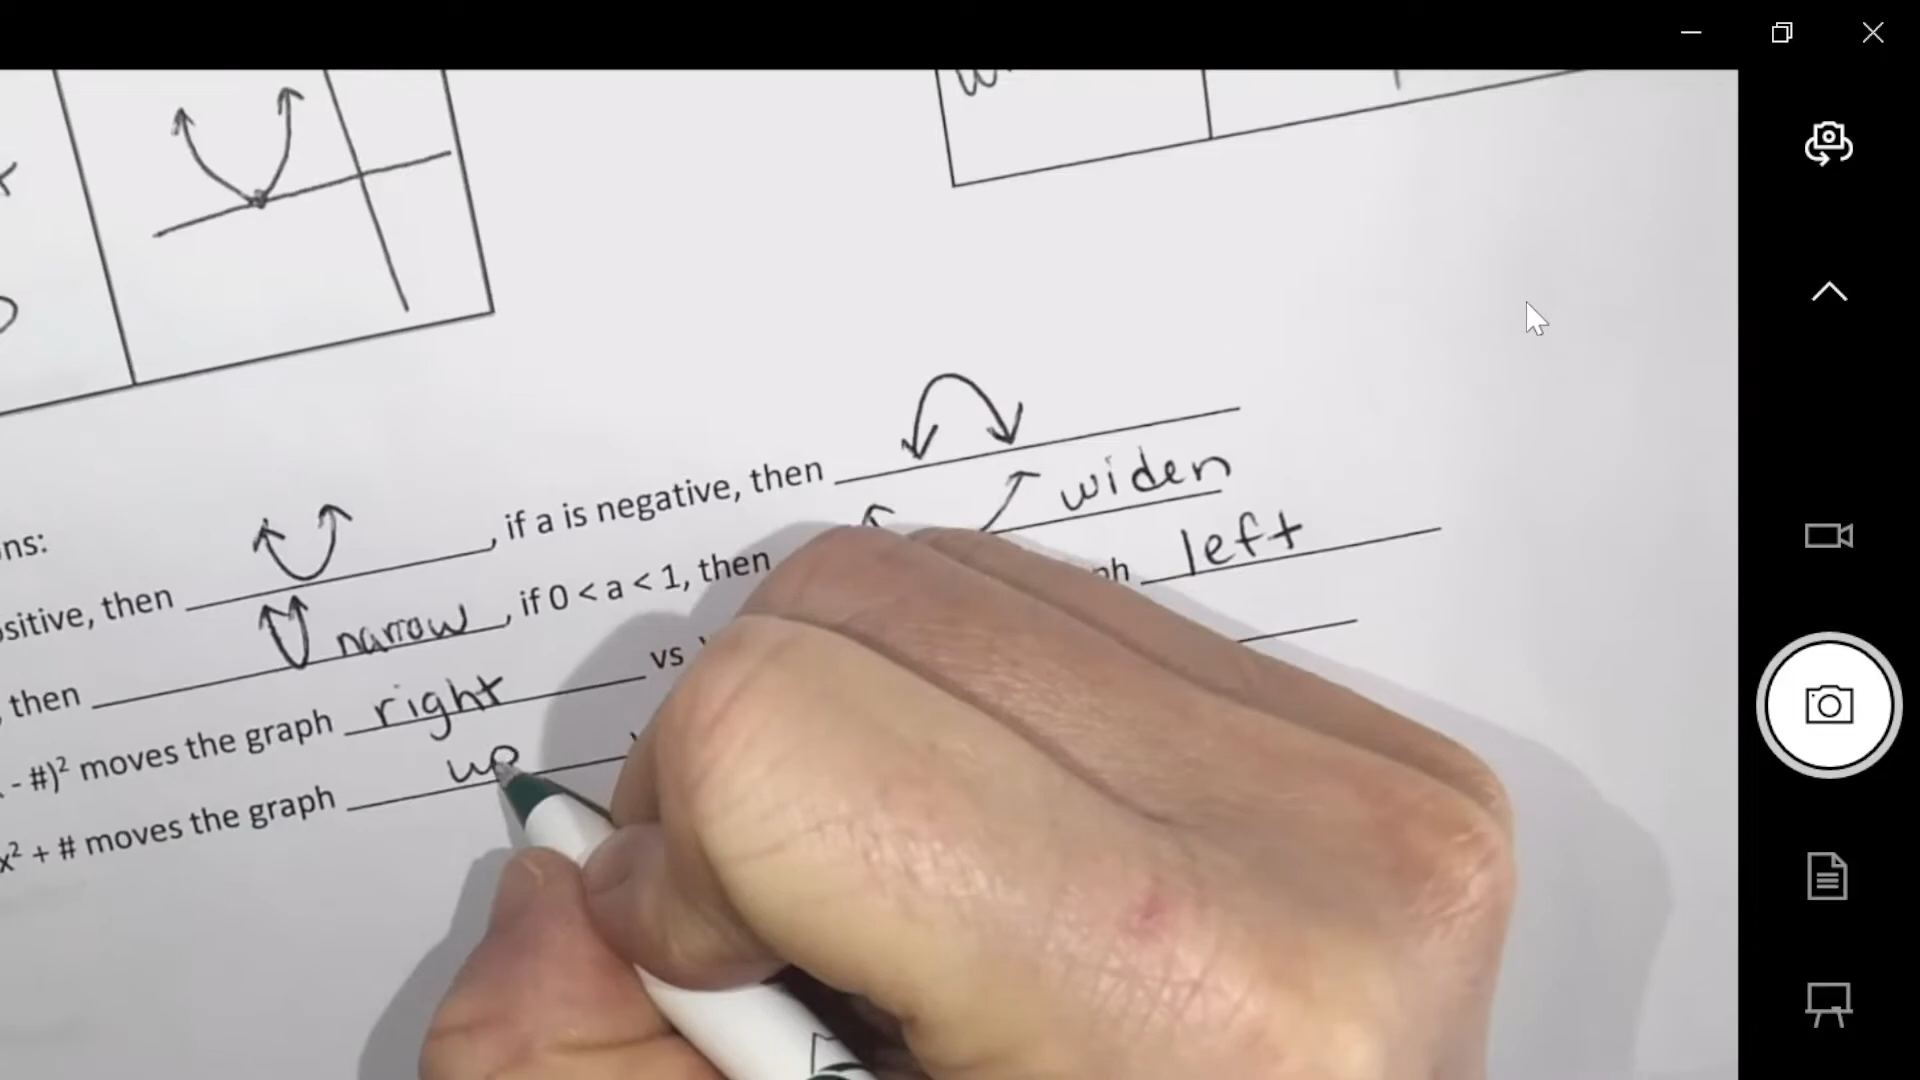 ns:
sitive, then , if a is negative, then
, then narrow , if 0 < a < 1, then widen
- #)² moves the graph right vs left
x² + # moves the graph up